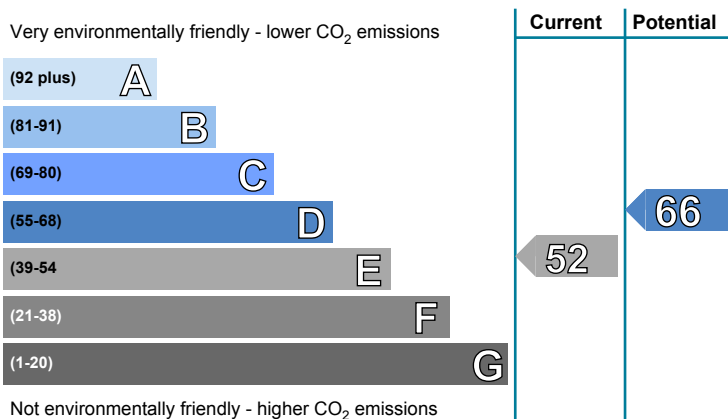 Current Potential
Very environmentally friendly - lower CO2 emissions
(92 plus) A
(81-91) B
(69-80) C
(55-68) D
66
(39-54 E
52
(21-38) F
(1-20) G
Not environmentally friendly - higher CO2 emissions